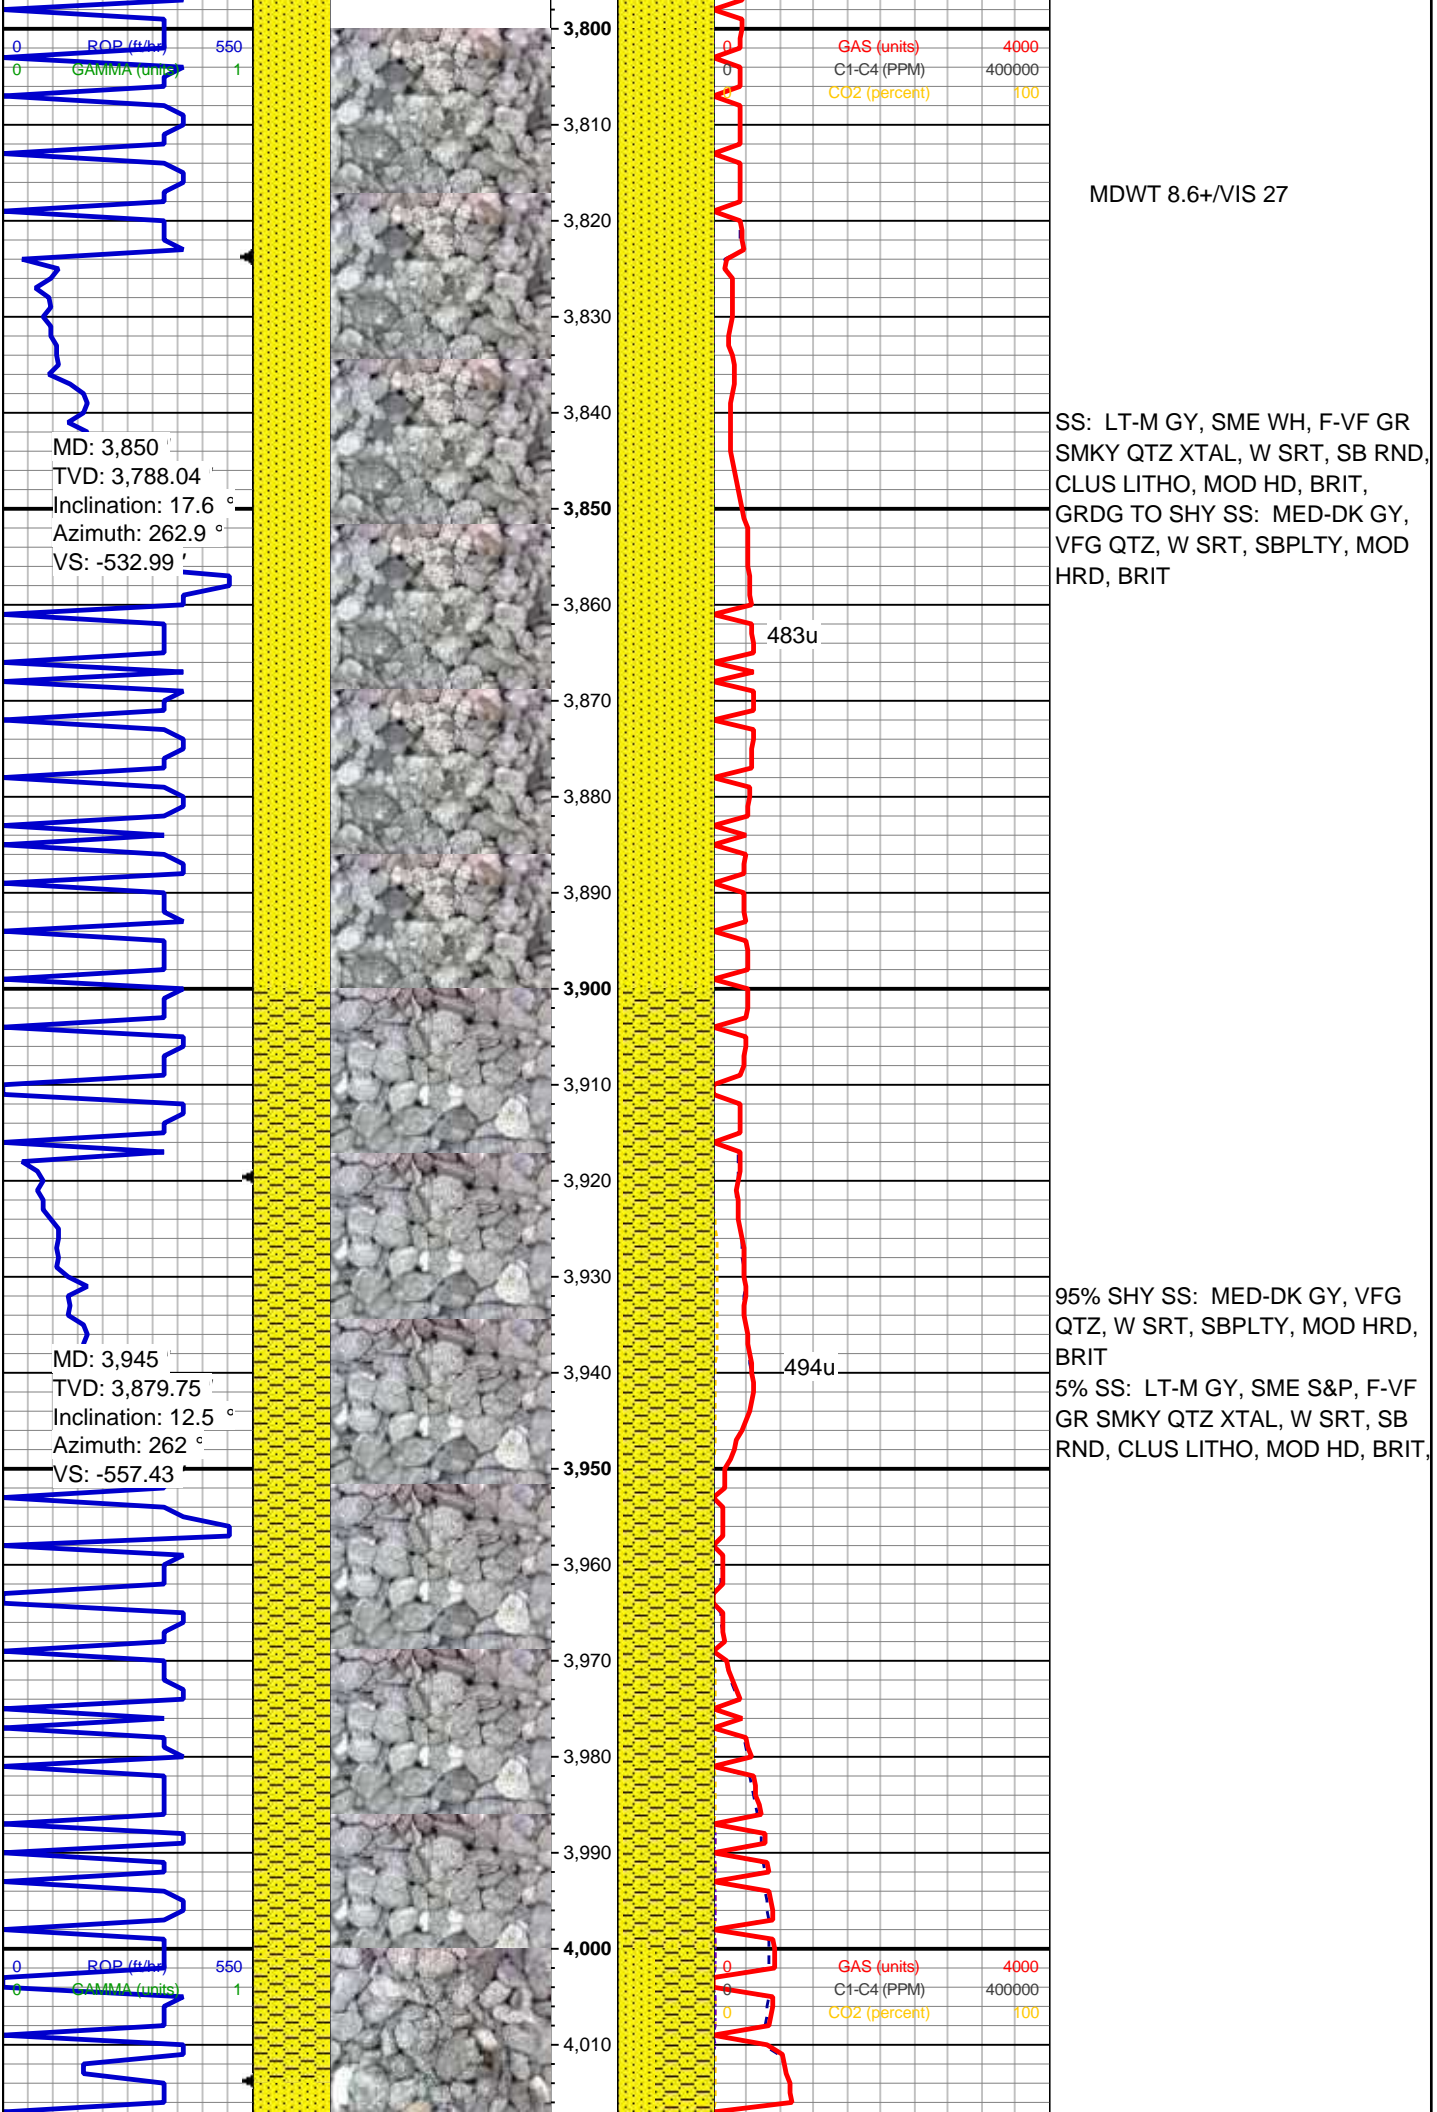 3,800
0 ROP (ft/hr) 550
0 GAMMA (units) 1
0 GAS (units) 4000
0 C1-C4 (PPM) 400000
0 CO2 (percent) 100
3,810
MDWT 8.6+/VIS 27
3,820
3,830
3,840
SS: LT-M GY, SME WH, F-VF GR
SMKY QTZ XTAL, W SRT, SB RND,
CLUS LITHO, MOD HD, BRIT,
GRDG TO SHY SS: MED-DK GY,
VFG QTZ, W SRT, SBPLTY, MOD
HRD, BRIT
MD: 3,850 '
TVD: 3,788.04 '
Inclination: 17.6 °
Azimuth: 262.9 °
VS: -532.99 '
3,850
3,860
483u
3,870
3,880
3,890
3,900
3,910
3,920
3,930
95% SHY SS: MED-DK GY, VFG
QTZ, W SRT, SBPLTY, MOD HRD,
BRIT
5% SS: LT-M GY, SME S&P, F-VF
GR SMKY QTZ XTAL, W SRT, SB
RND, CLUS LITHO, MOD HD, BRIT,
MD: 3,945 '
TVD: 3,879.75 '
Inclination: 12.5 °
Azimuth: 262 °
VS: -557.43 '
3,940
494u
3,950
3,960
3,970
3,980
3,990
4,000
0 ROP (ft/hr) 550
0 GAMMA (units) 1
0 GAS (units) 4000
0 C1-C4 (PPM) 400000
0 CO2 (percent) 100
4,010